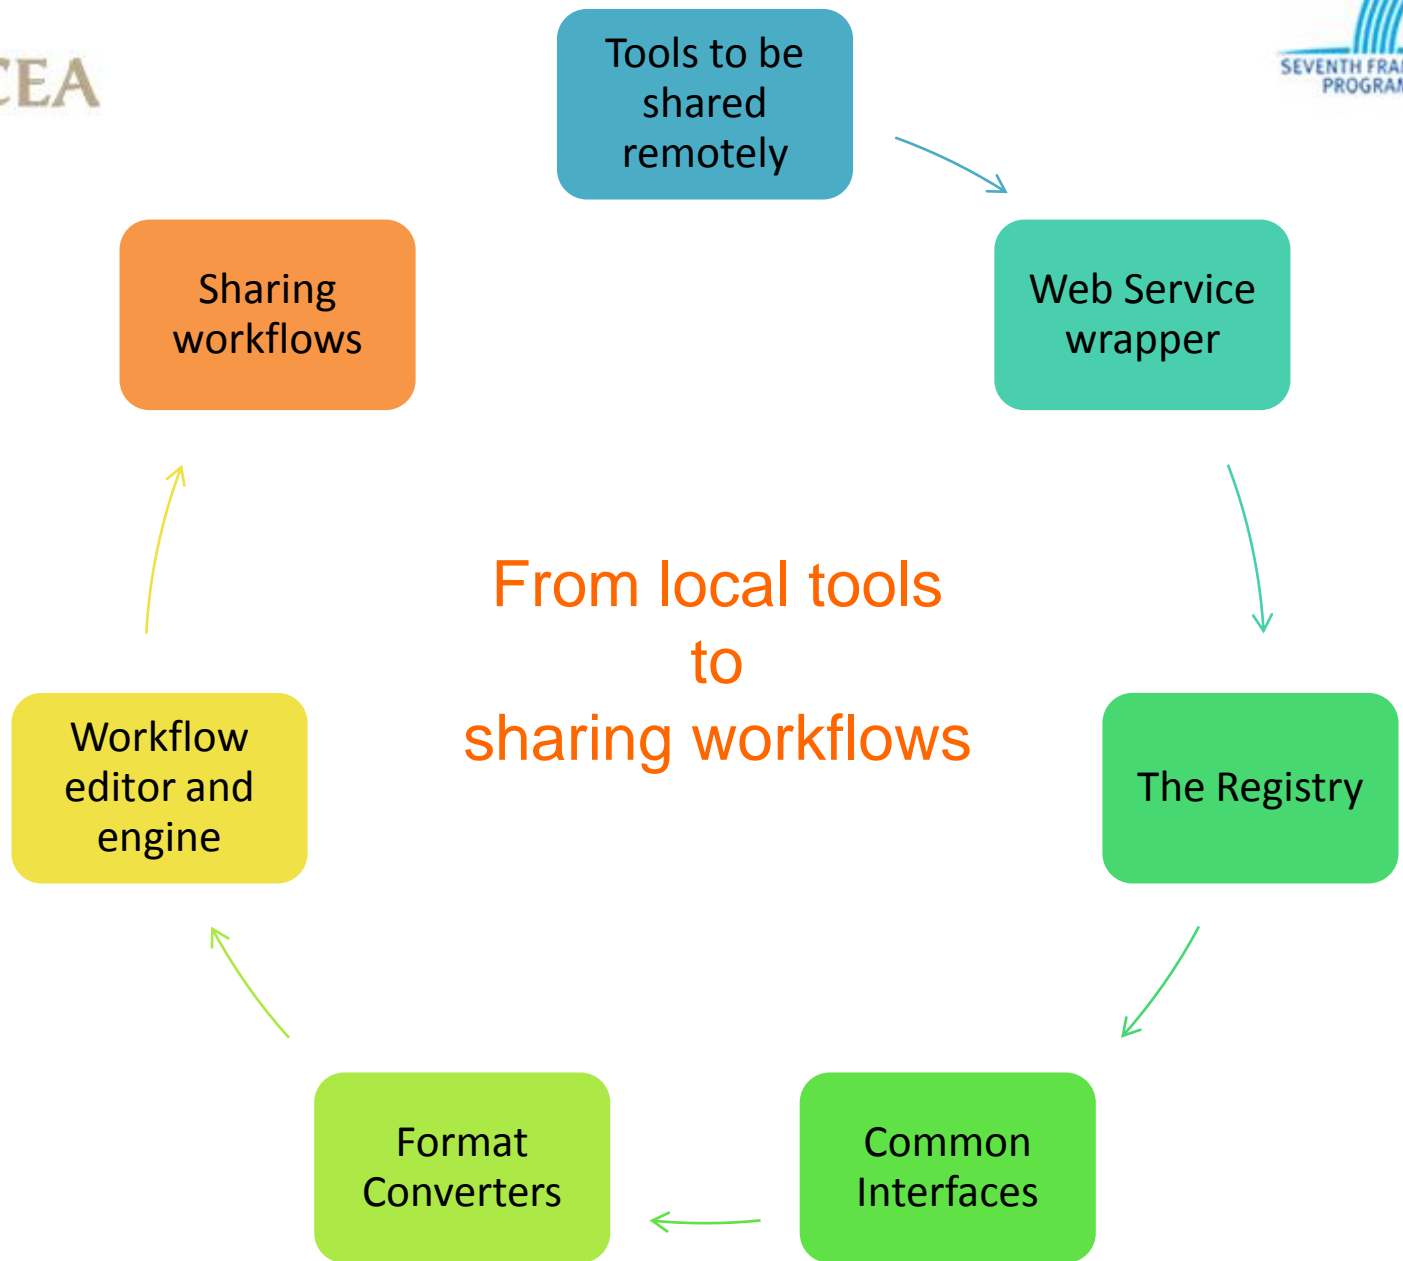 CEA
SEVENTH FRA
PROGRAM
Tools to be
shared
remotely
Sharing
workflows
Web Service
wrapper
From local tools
to
sharing workflows
Workflow
editor and
engine
The Registry
Format
Converters
Common
Interfaces